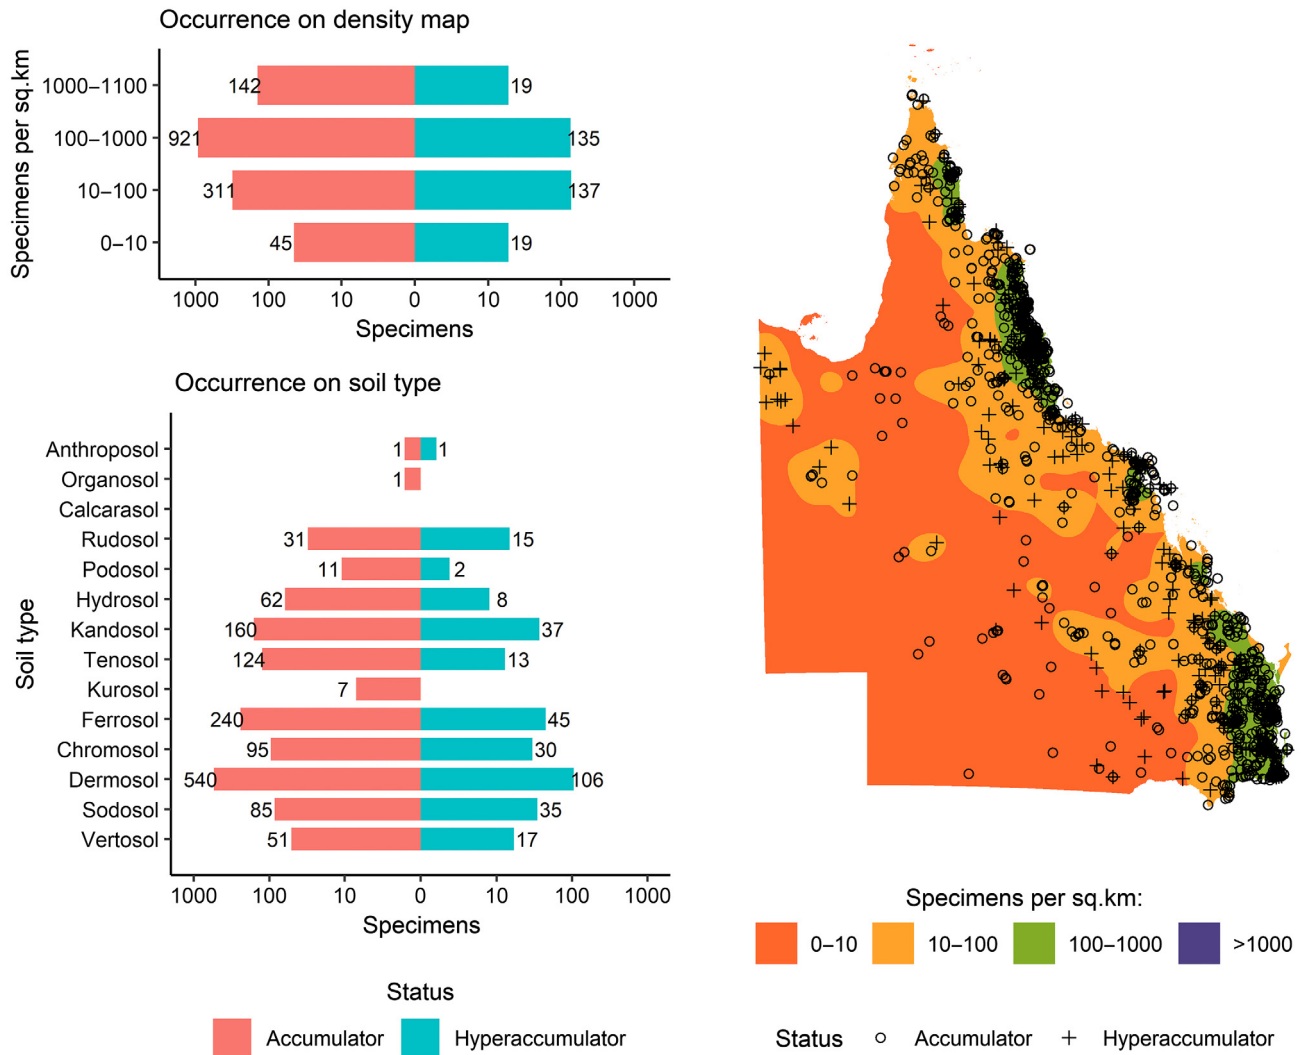 Occurrence on density map
Specimens per sq.km
1000–1100
142
19
100–1000
921
135
10–100
311
137
0–10
45
19
1000 100 10 0 10 100 1000
Specimens
Occurrence on soil type
Soil type
Anthroposol 1 1
Organosol 1
Calcarasol
Rudosol 31 15
Podosol 11 2
Hydrosol 62 8
Kandosol 160 37
Tenosol 124 13
Kurosol 7
Ferrosol 240 45
Chromosol 95 30
Dermosol 540 106
Sodosol 85 35
Vertosol 51 17
1000 100 10 0 10 100 1000
Specimens
Status
Accumulator Hyperaccumulator
Specimens per sq.km:
0–10 10–100 100–1000 >1000
Status Accumulator Hyperaccumulator